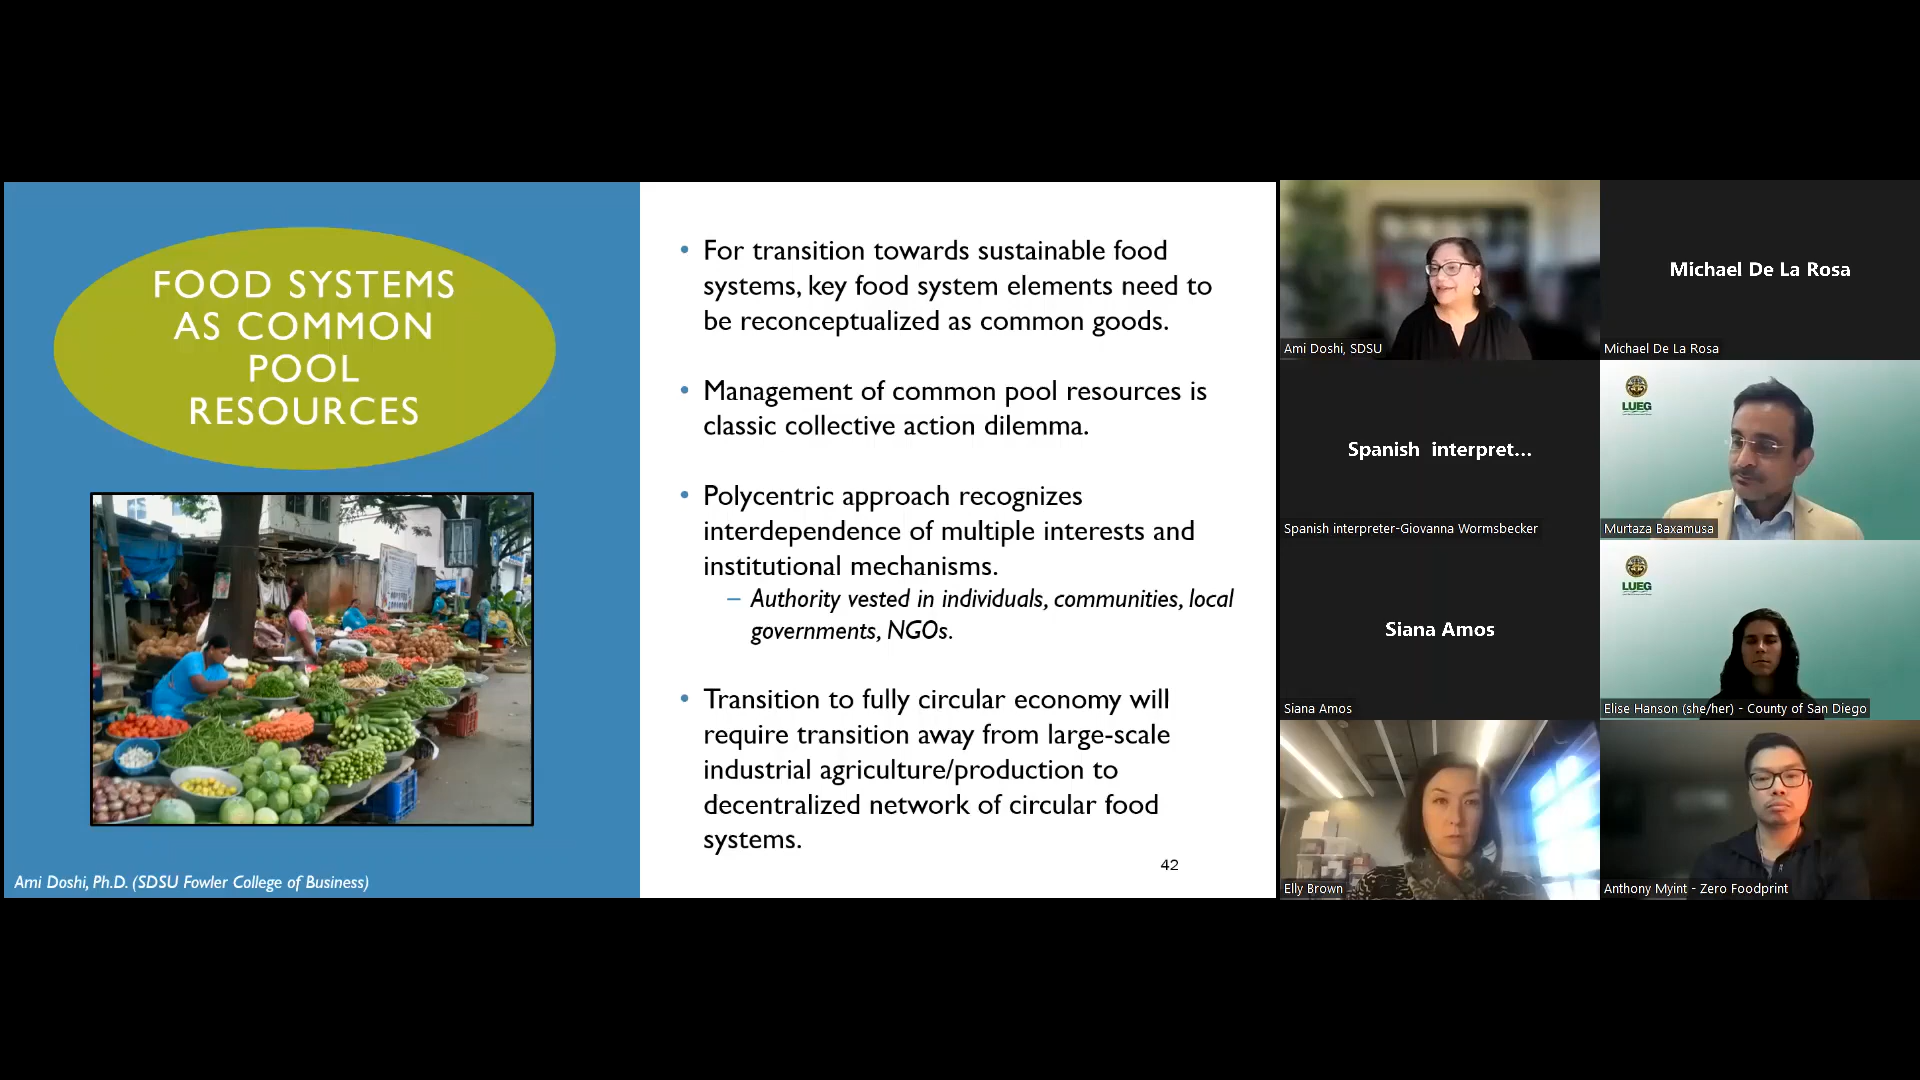 FOOD SYSTEMS
AS COMMON
POOL
RESOURCES
Ami Doshi, Ph.D. (SDSU Fowler College of Business)
• For transition towards sustainable food
systems, key food system elements need to
be reconceptualized as common goods.
• Management of common pool resources is
classic collective action dilemma.
• Polycentric approach recognizes
interdependence of multiple interests and
institutional mechanisms.
– Authority vested in individuals, communities, local
governments, NGOs.
• Transition to fully circular economy will
require transition away from large-scale
industrial agriculture/production to
decentralized network of circular food
systems.
42
Ami Doshi, SDSU
Michael De La Rosa
Michael De La Rosa
Spanish interpret...
Spanish interpreter-Giovanna Wormsbecker
LUEG
Murtaza Baxamusa
Siana Amos
Siana Amos
LUEG
Elise Hanson (she/her) - County of San Diego
Elly Brown
Anthony Myint - Zero Foodprint